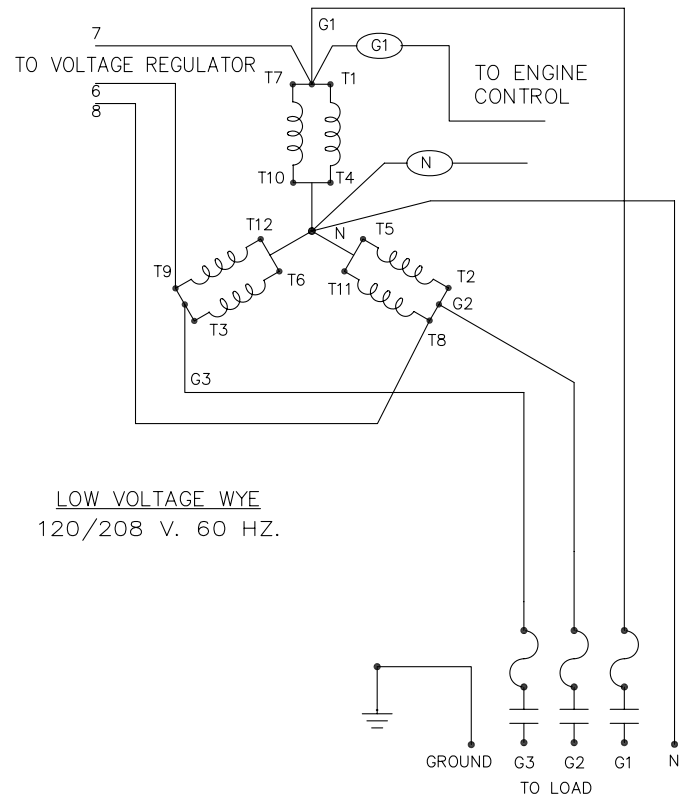 G1
7
G1
TO VOLTAGE REGULATOR
T7
T1
TO ENGINE
CONTROL
6
8
T10
T4
N
T12
N
T5
T9
T6
T11
T2
G2
T3
T8
G3
LOW VOLTAGE WYE
120/208 V. 60 HZ.
GROUND
G3
G2
G1
N
TO LOAD